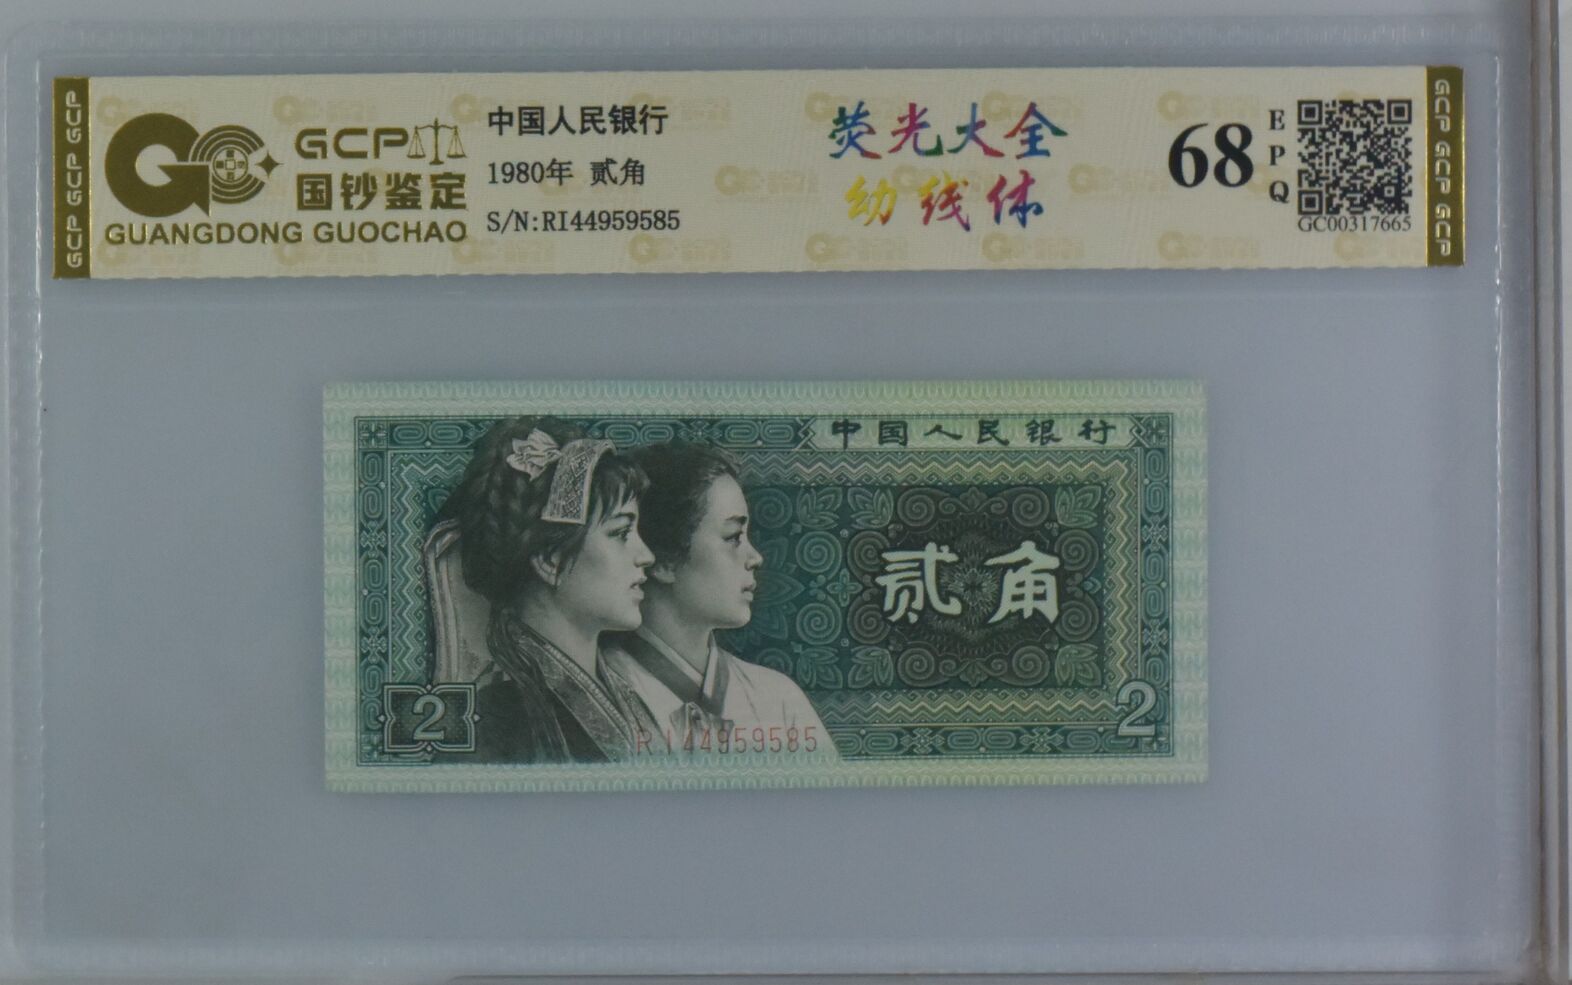 GCP GCP GCP
GCP
国钞鉴定
GUANGDONG GUOCHAO
中国人民银行
1980年 贰角
S/N:RI44959585
荧光大全
幼线体
68
EPQ
GC00317665
GCP GCP GCP
中国人民银行
贰角
2
2
RI44959585